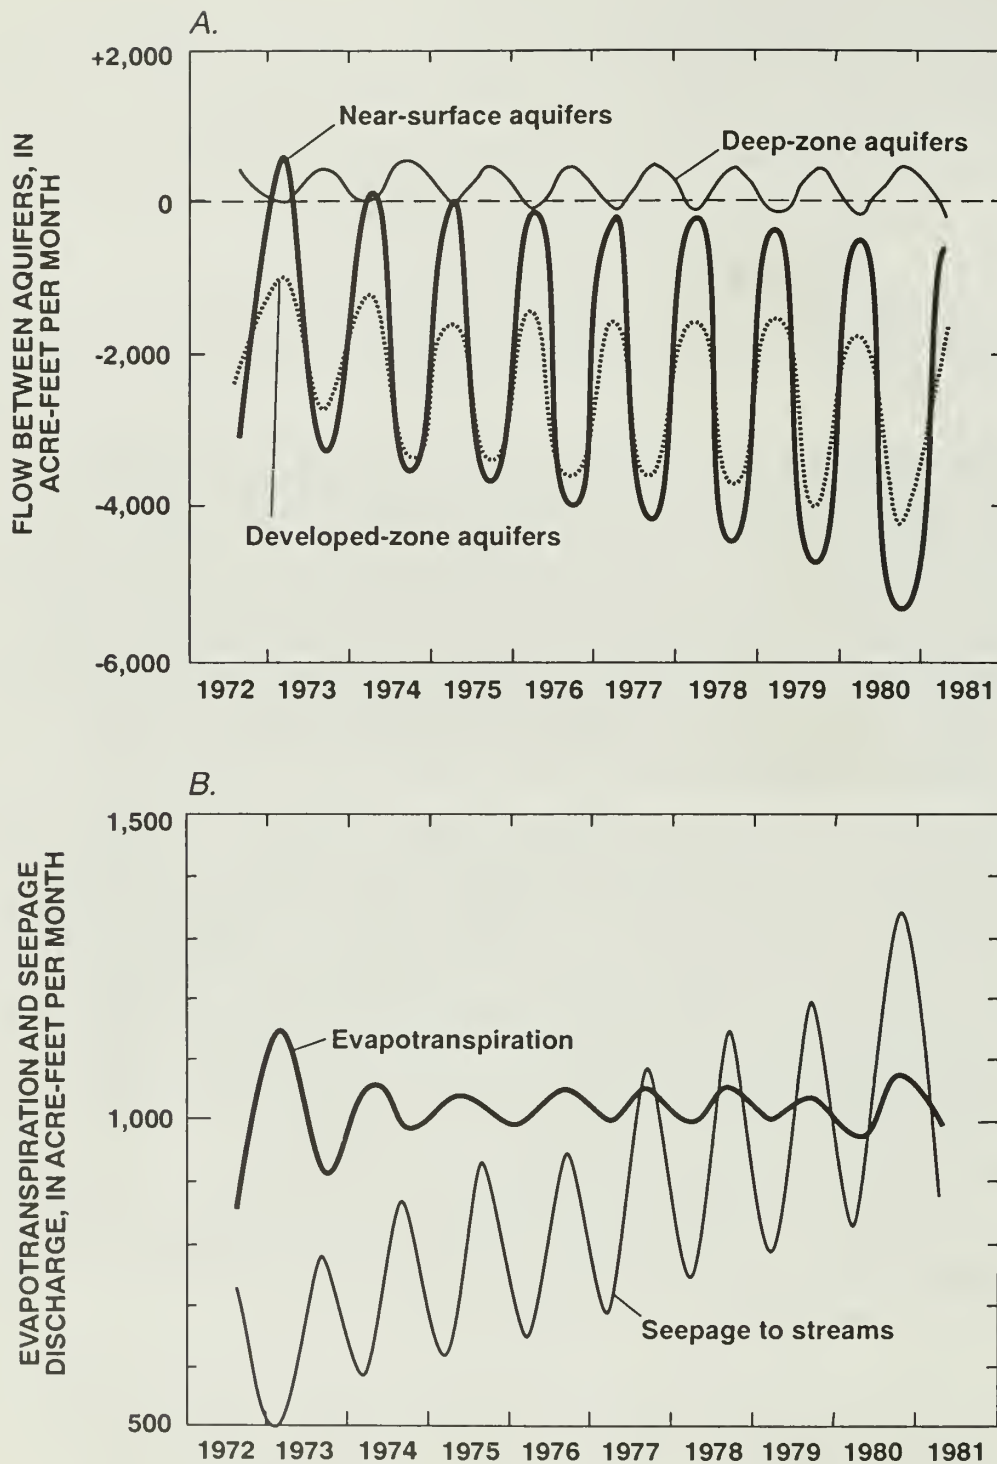 A.
+2,000
0
-2,000
-4,000
-6,000
FLOW BETWEEN AQUIFERS, IN
ACRE-FEET PER MONTH
Near-surface aquifers
Deep-zone aquifers
Developed-zone aquifers
1972 1973 1974 1975 1976 1977 1978 1979 1980 1981
B.
1,500
1,000
500
EVAPOTRANSPIRATION AND SEEPAGE
DISCHARGE, IN ACRE-FEET PER MONTH
Evapotranspiration
Seepage to streams
1972 1973 1974 1975 1976 1977 1978 1979 1980 1981